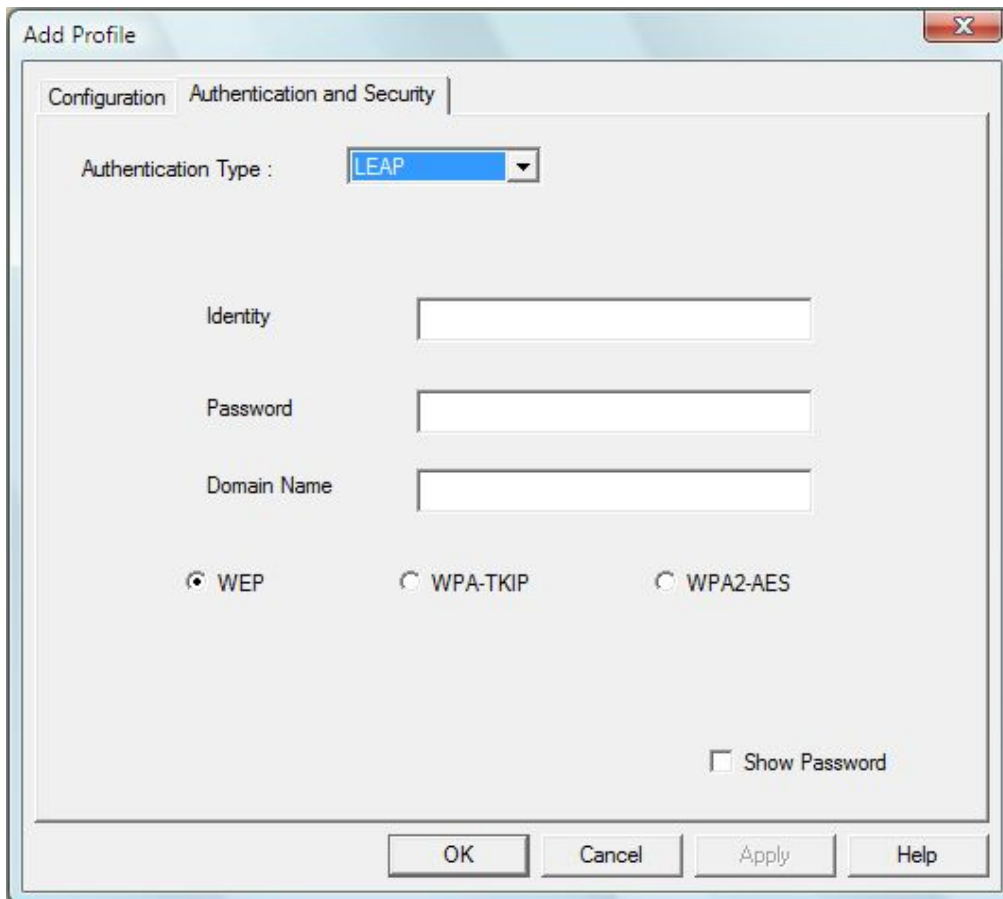 Add Profile
Configuration Authentication and Security
Authentication Type : LEAP
Identity
Password
Domain Name
WEP WPA-TKIP WPA2-AES
Show Password
OK Cancel Apply Help